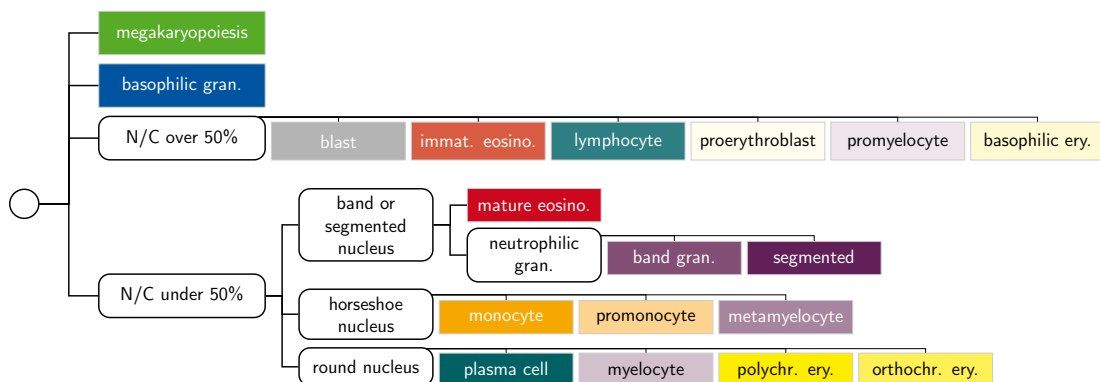 megakaryopoiesis
basophilic gran.
N/C over 50%
blast
immat. eosino.
lymphocyte
proerythroblast
promyelocyte
basophilic ery.
band or
segmented
nucleus
mature eosino.
neutrophilic
gran.
band gran.
segmented
N/C under 50%
horseshoe
nucleus
monocyte
promonocyte
metamyelocyte
round nucleus
plasma cell
myelocyte
polychr. ery.
orthochr. ery.